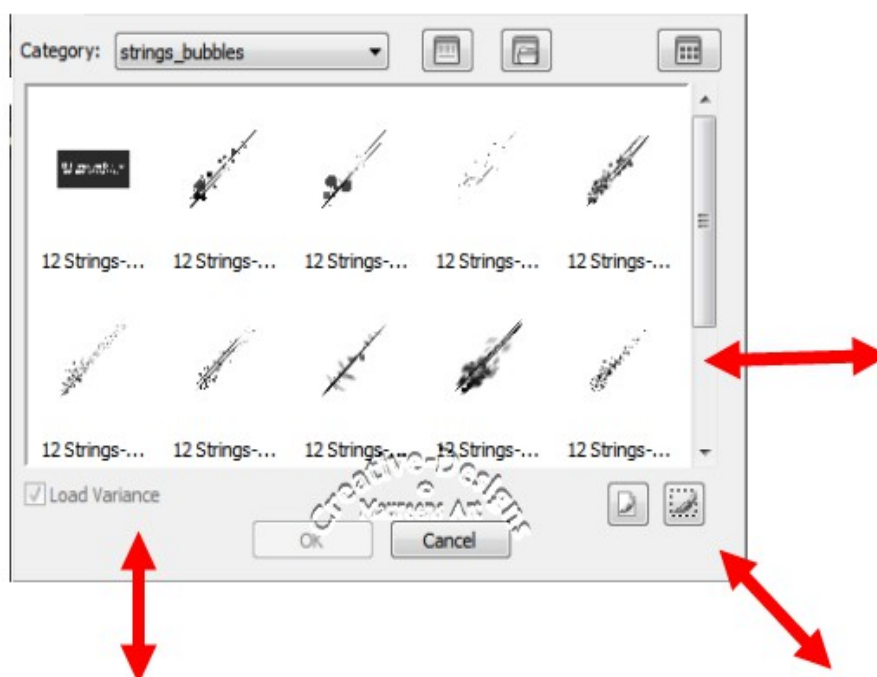 Category: strings_bubbles
12 Strings-... 12 Strings-... 12 Strings-... 12 Strings-... 12 Strings-...
12 Strings-... 12 Strings-... 12 Strings-... 12 Strings-... 12 Strings-...
Load Variance
Creative-Designs
©
Maureens Art
Ok Cancel